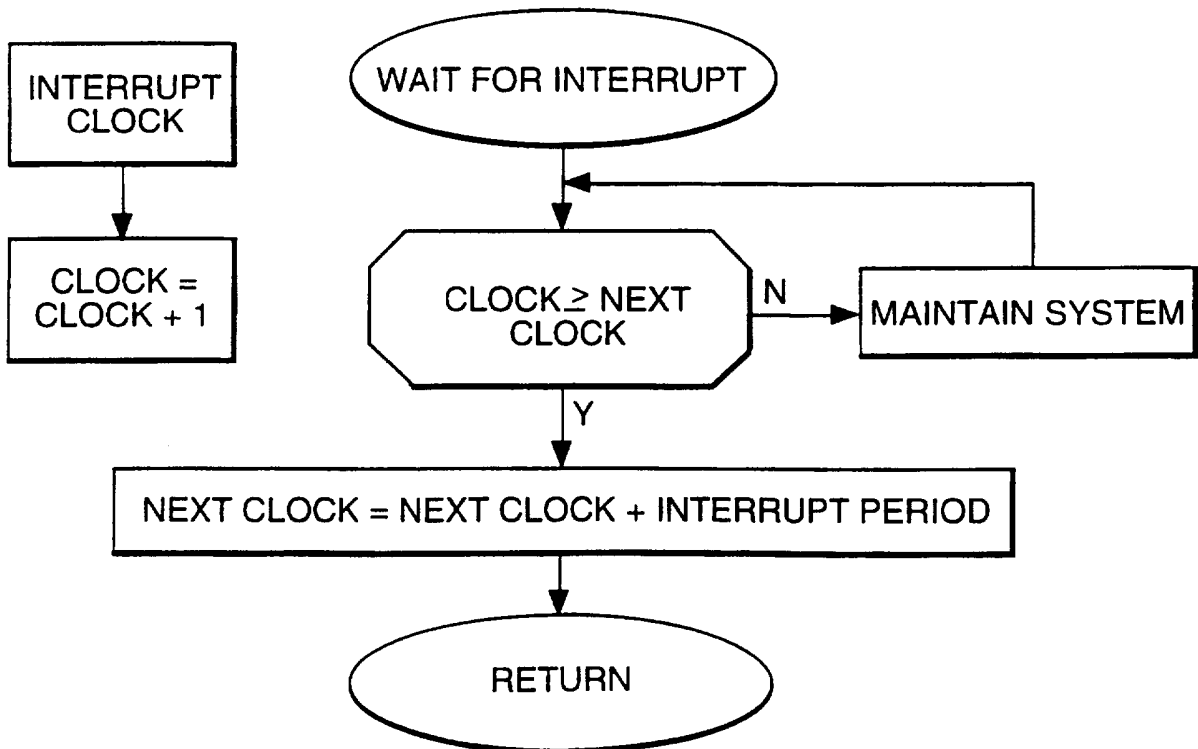 INTERRUPT
CLOCK
CLOCK =
CLOCK + 1
WAIT FOR INTERRUPT
CLOCK ≥ NEXT
CLOCK
N
MAINTAIN SYSTEM
Y
NEXT CLOCK = NEXT CLOCK + INTERRUPT PERIOD
RETURN